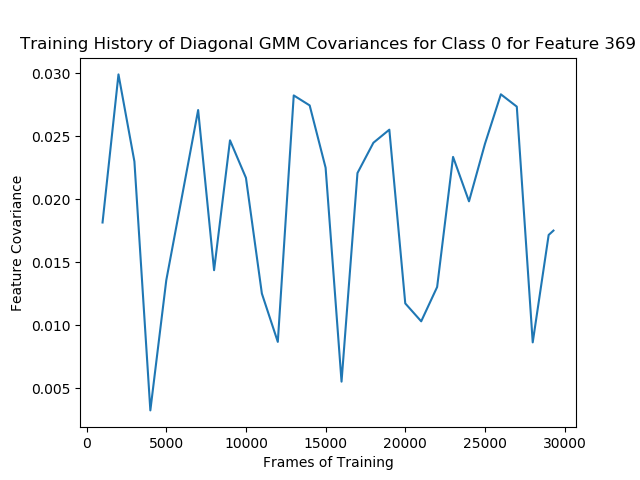 Training History of Diagonal GMM Covariances for Class 0 for Feature 369
0.030
0.025
0.020
0.015
0.010
0.005
Feature Covariance
0 5000 10000 15000 20000 25000 30000
Frames of Training